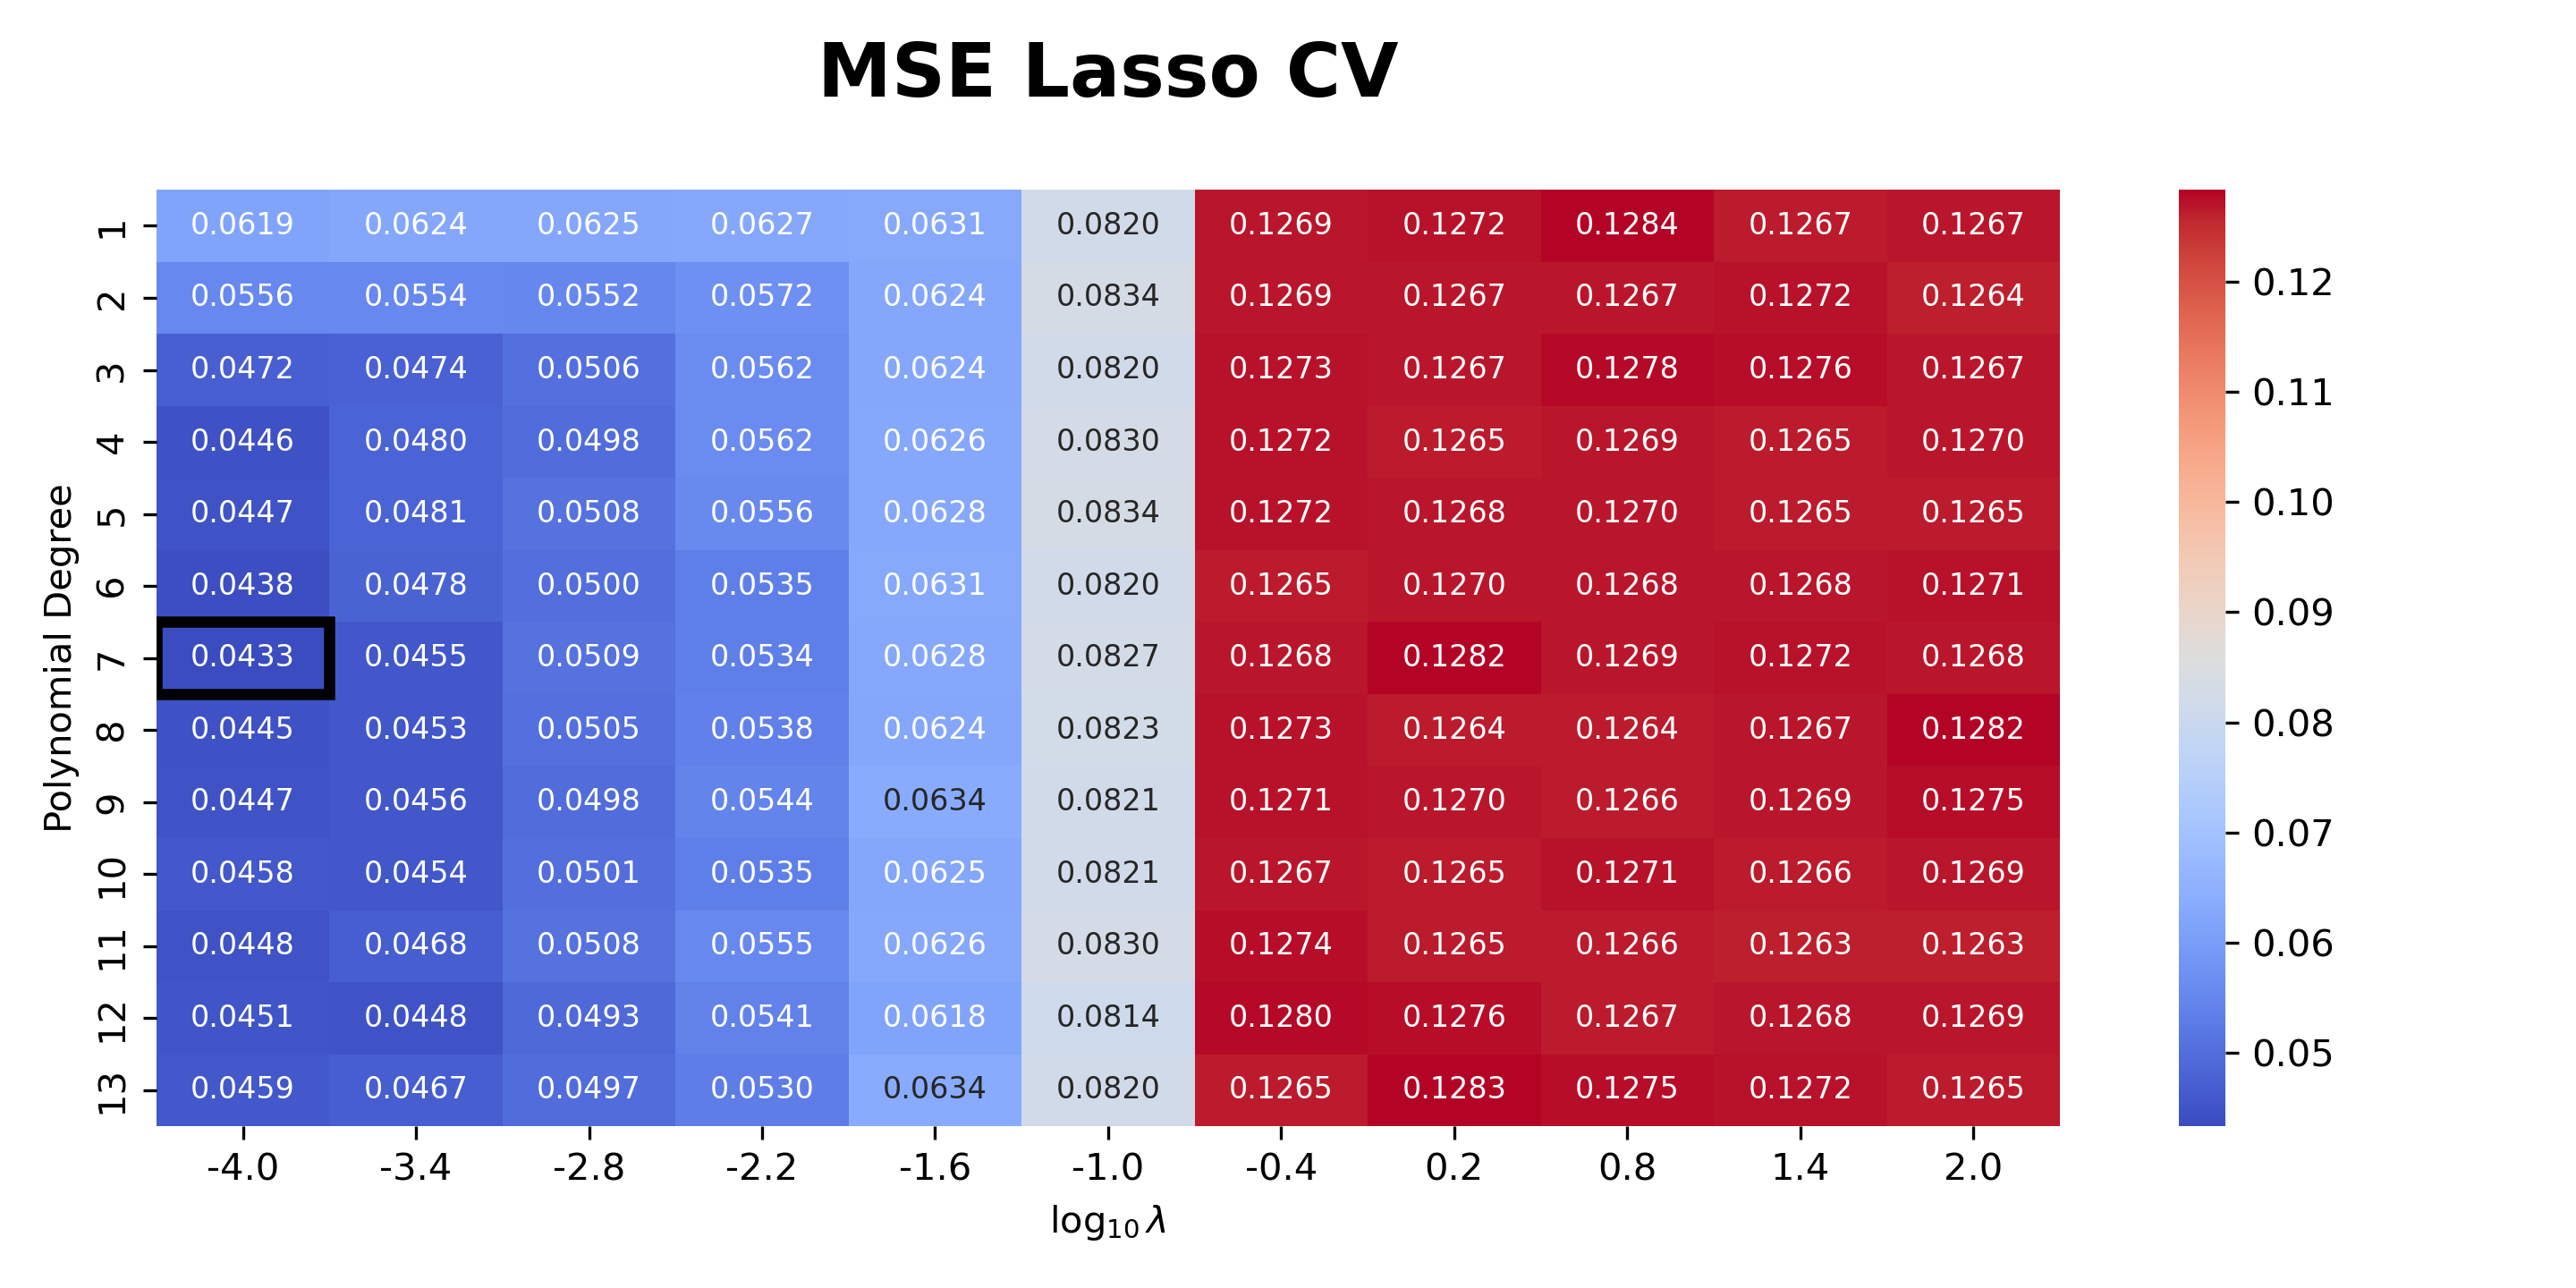 MSE Lasso CV
Polynomial Degree
1 0.0619 0.0624 0.0625 0.0627 0.0631 0.0820 0.1269 0.1272 0.1284 0.1267 0.1267
2 0.0556 0.0554 0.0552 0.0572 0.0624 0.0834 0.1269 0.1267 0.1267 0.1272 0.1264
3 0.0472 0.0474 0.0506 0.0562 0.0624 0.0820 0.1273 0.1267 0.1278 0.1276 0.1267
4 0.0446 0.0480 0.0498 0.0562 0.0626 0.0830 0.1272 0.1265 0.1269 0.1265 0.1270
5 0.0447 0.0481 0.0508 0.0556 0.0628 0.0834 0.1272 0.1268 0.1270 0.1265 0.1265
6 0.0438 0.0478 0.0500 0.0535 0.0631 0.0820 0.1265 0.1270 0.1268 0.1268 0.1271
7 0.0433 0.0455 0.0509 0.0534 0.0628 0.0827 0.1268 0.1282 0.1269 0.1272 0.1268
8 0.0445 0.0453 0.0505 0.0538 0.0624 0.0823 0.1273 0.1264 0.1264 0.1267 0.1282
9 0.0447 0.0456 0.0498 0.0544 0.0634 0.0821 0.1271 0.1270 0.1266 0.1269 0.1275
10 0.0458 0.0454 0.0501 0.0535 0.0625 0.0821 0.1267 0.1265 0.1271 0.1266 0.1269
11 0.0448 0.0468 0.0508 0.0555 0.0626 0.0830 0.1274 0.1265 0.1266 0.1263 0.1263
12 0.0451 0.0448 0.0493 0.0541 0.0618 0.0814 0.1280 0.1276 0.1267 0.1268 0.1269
13 0.0459 0.0467 0.0497 0.0530 0.0634 0.0820 0.1265 0.1283 0.1275 0.1272 0.1265
-4.0 -3.4 -2.8 -2.2 -1.6 -1.0 -0.4 0.2 0.8 1.4 2.0
log₁₀ λ
0.12
0.11
0.10
0.09
0.08
0.07
0.06
0.05